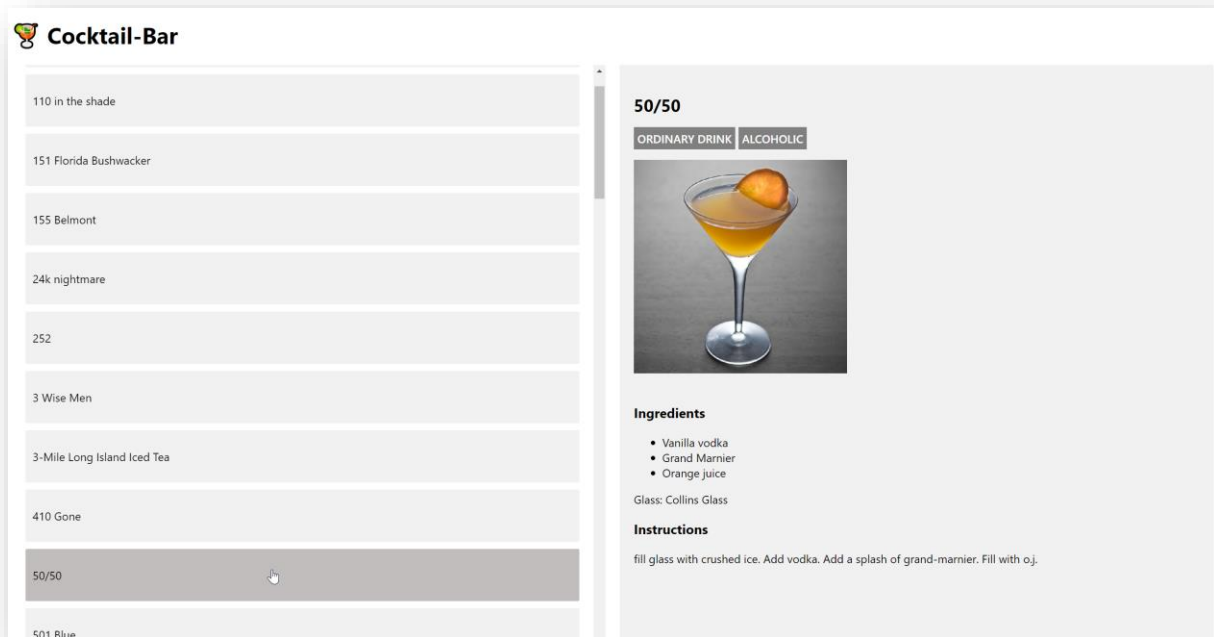 Cocktail-Bar
110 in the shade
151 Florida Bushwacker
155 Belmont
24k nightmare
252
3 Wise Men
3-Mile Long Island Iced Tea
410 Gone
50/50
501 Blue
50/50
ORDINARY DRINK ALCOHOLIC
Ingredients
• Vanilla vodka
• Grand Marnier
• Orange juice
Glass: Collins Glass
Instructions
fill glass with crushed ice. Add vodka. Add a splash of grand-marnier. Fill with o.j.